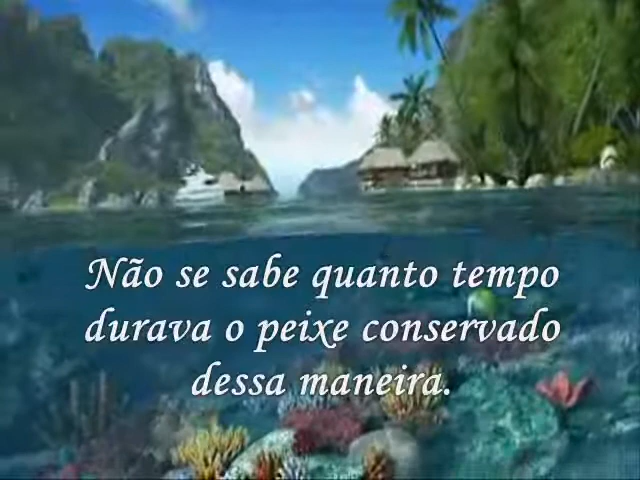 Não se sabe quanto tempo
durava o peixe conservado
dessa maneira.